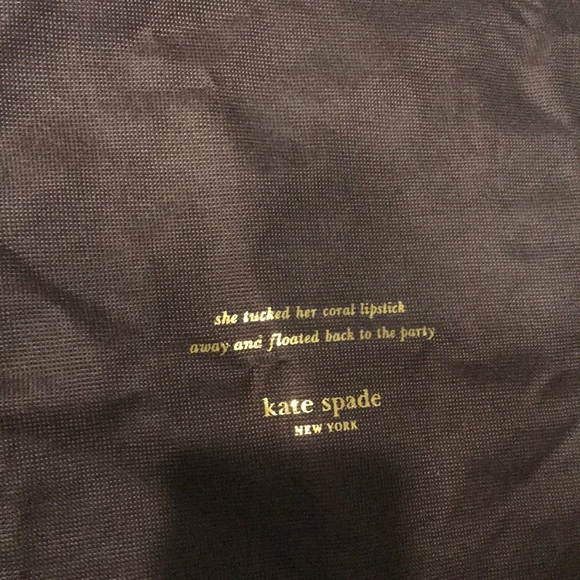 she tucked her coral lipstick
away and floated back to the party
kate spade
NEW YORK